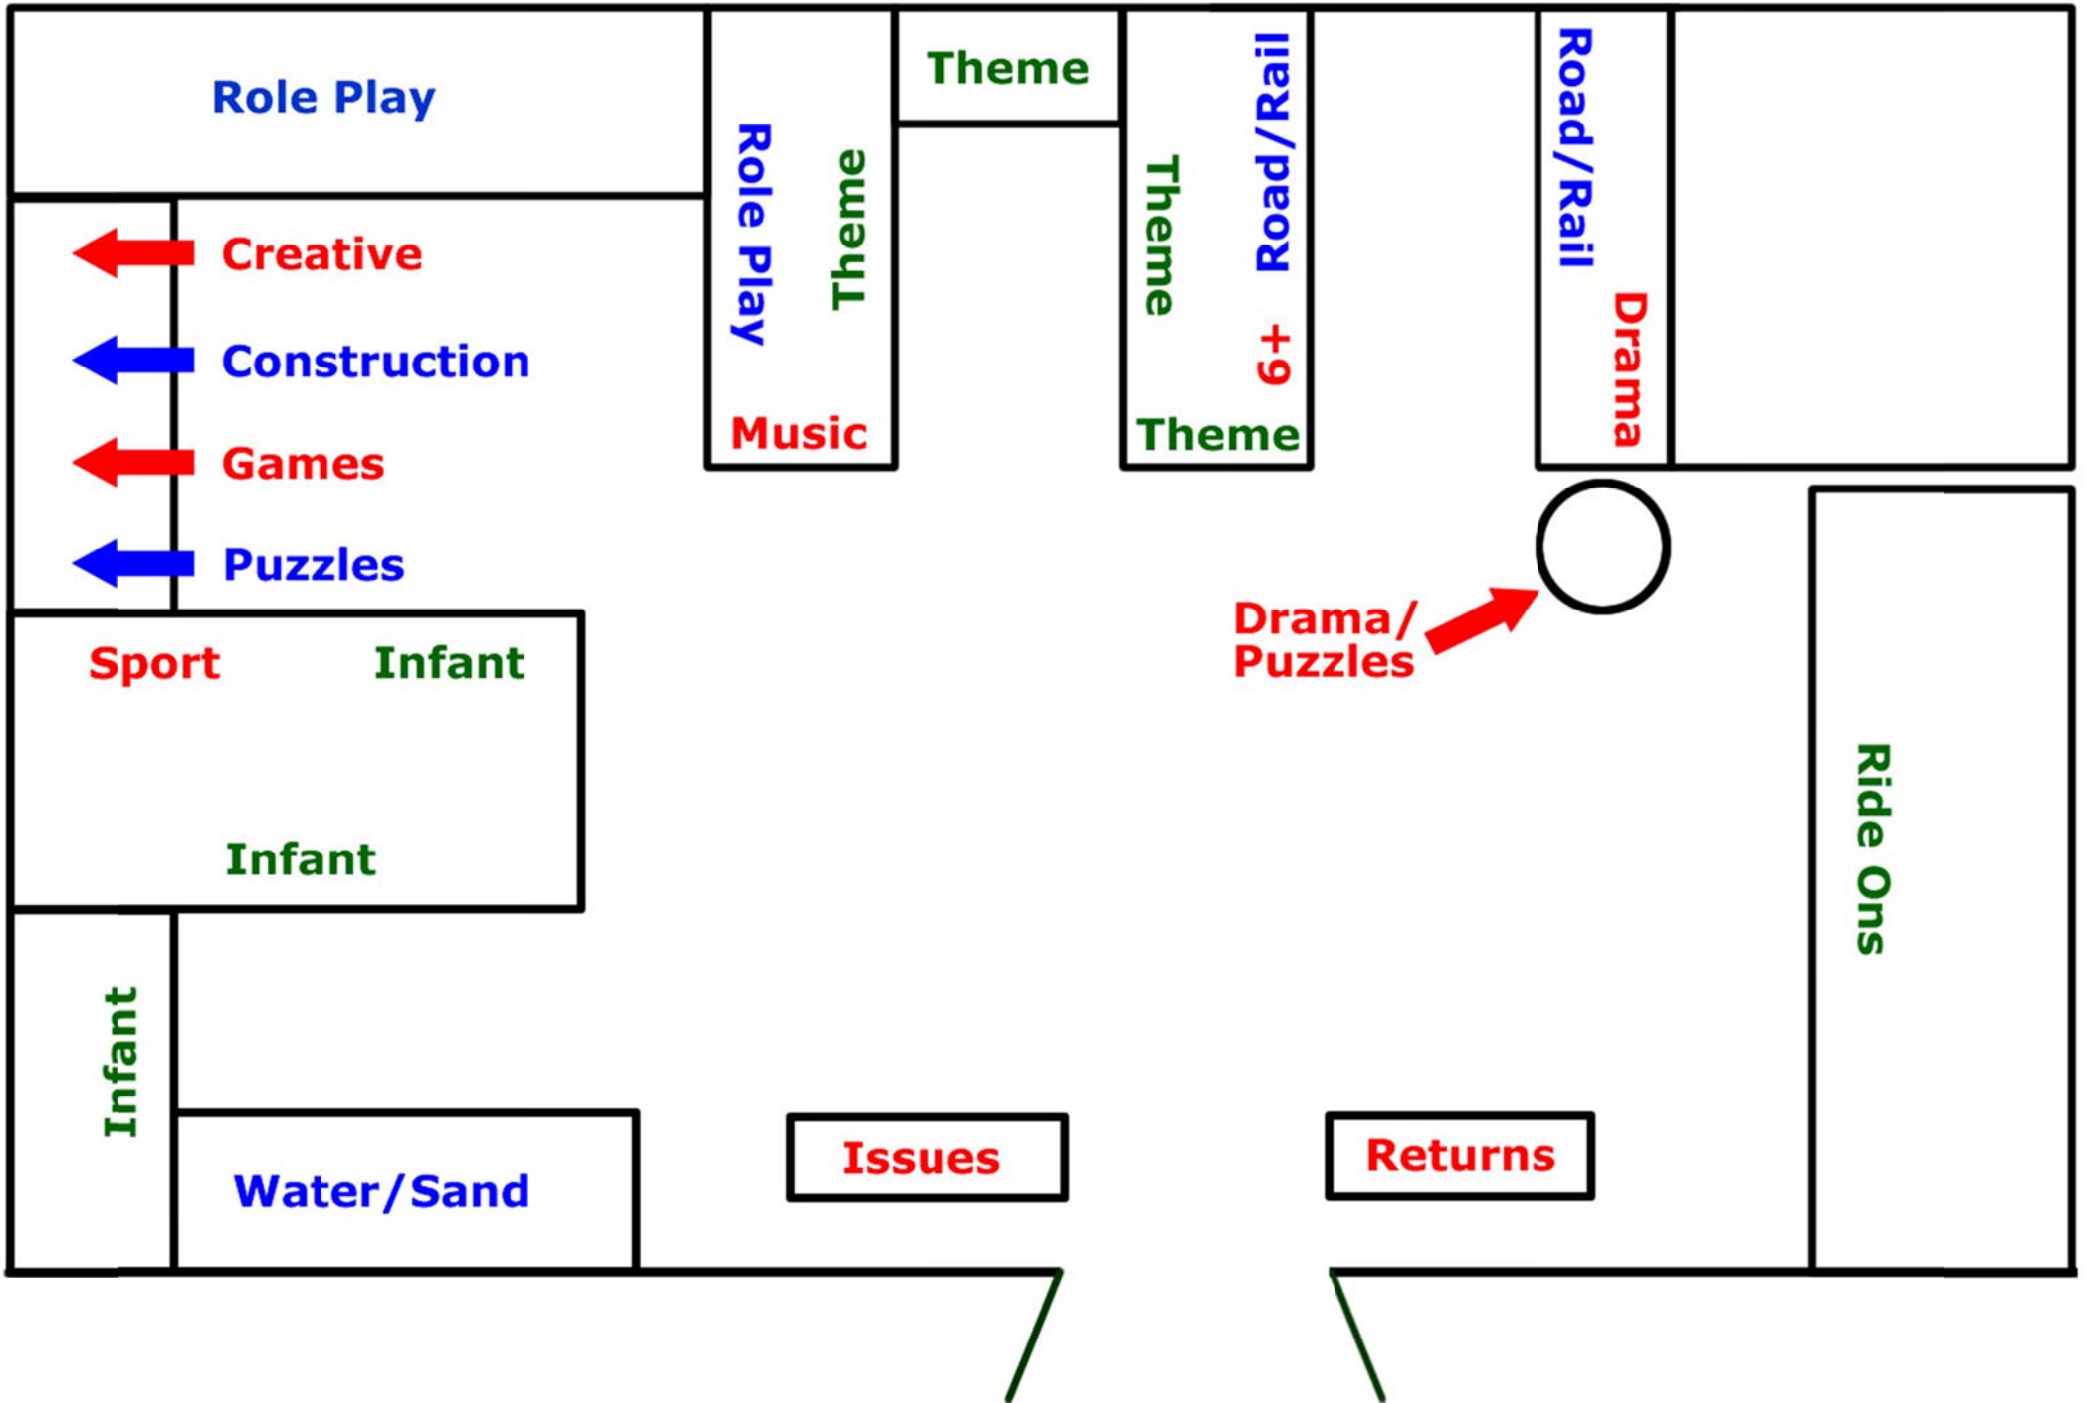 Role Play
Role Play
Theme
Music
Theme
Theme
Road/Rail
6+
Theme
Road/Rail
Drama
Creative
Construction
Games
Puzzles
Sport
Infant
Infant
Infant
Drama/
Puzzles
Ride Ons
Water/Sand
Issues
Returns